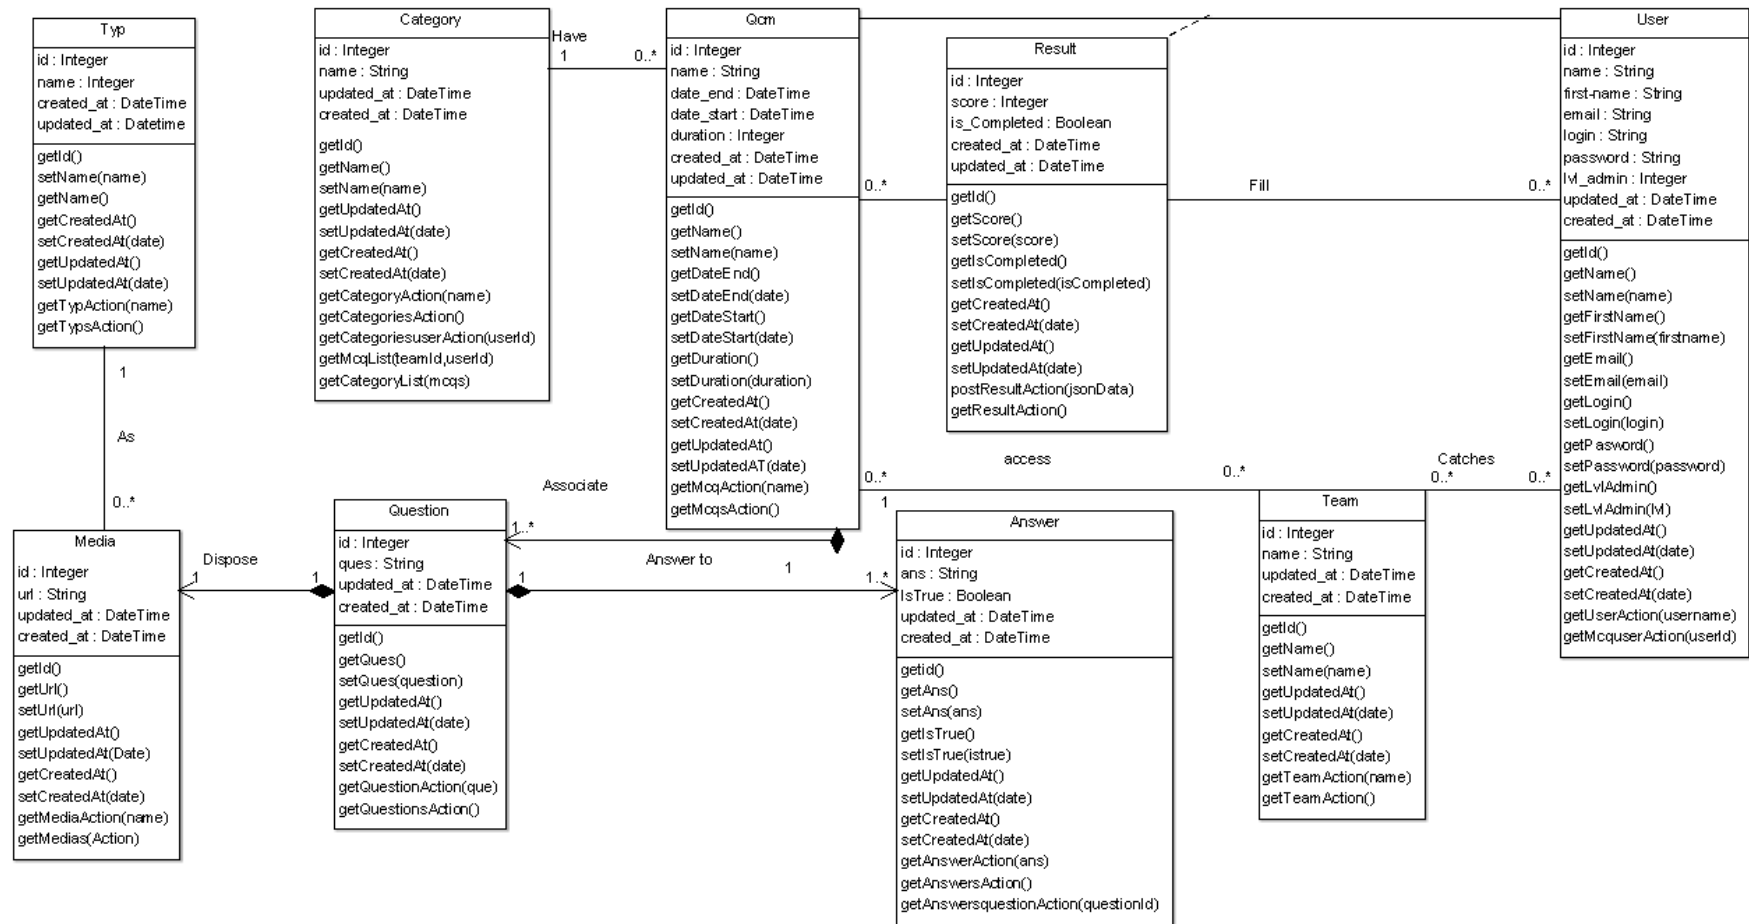 Typ
id : Integer
name : Integer
created_at : DateTime
updated_at : Datetime
getId()
setName(name)
getName()
getCreatedAt()
setCreatedAt(date)
getUpdatedAt()
setUpdatedAt(date)
getTypAction(name)
getTypsAction()
1
As
0..*
Category
id : Integer
name : String
updated_at : DateTime
created_at : DateTime
getId()
getName()
setName(name)
getUpdatedAt()
setUpdatedAt(date)
getCreatedAt()
setCreatedAt(date)
getCategoryAction(name)
getCategoriesAction()
getCategoriesuserAction(userId)
getMcqList(teamId,userId)
getCategoryList(mcqs)
Have
1
0..*
Qcm
id : Integer
name : String
date_end : DateTime
date_start : DateTime
duration : Integer
created_at : DateTime
updated_at : DateTime
getId()
getName()
setName(name)
getDateEnd()
setDateEnd(date)
getDateStart()
setDateStart(date)
getDuration()
setDuration(duration)
getCreatedAt()
setCreatedAt(date)
getUpdatedAt()
setUpdatedAT(date)
getMcqAction(name)
getMcqsAction()
0..*
Result
id : Integer
score : Integer
is_Completed : Boolean
created_at : DateTime
updated_at : DateTime
getId()
getScore()
setScore(score)
getIsCompleted()
setIsCompleted(isCompleted)
getCreatedAt()
setCreatedAt(date)
getUpdatedAt()
setUpdatedAt(date)
postResultAction(jsonData)
getResultAction()
Fill
0..*
User
id : Integer
name : String
first-name : String
email : String
login : String
password : String
lvl_admin : Integer
updated_at : DateTime
created_at : DateTime
getId()
getName()
setName(name)
getFirstName()
setFirstName(firstname)
getEmail()
setEmail(email)
getLogin()
setLogin(login)
getPasword()
setPassword(password)
getLvlAdmin()
setLvlAdmin(lvl)
getUpdatedAt()
setUpdatedAt(date)
getCreatedAt()
setCreatedAt(date)
getUserAction(username)
getMcquserAction(userId)
access
0..*
0..*
Catches
0..*
0..*
Associate
1
1..*
Media
id : Integer
url : String
updated_at : DateTime
created_at : DateTime
getId()
getUrl()
setUrl(url)
getUpdatedAt()
setUpdatedAt(Date)
getCreatedAt()
setCreatedAt(date)
getMediaAction(name)
getMedias(Action)
Dispose
1
1
Question
id : Integer
ques : String
updated_at : DateTime
created_at : DateTime
getId()
getQues()
setQues(question)
getUpdatedAt()
setUpdatedAt(date)
getCreatedAt()
setCreatedAt(date)
getQuestionAction(que)
getQuestionsAction()
Answer to
1
1
1..*
Answer
id : Integer
ans : String
IsTrue : Boolean
updated_at : DateTime
created_at : DateTime
getid()
getAns()
setAns(ans)
getIsTrue()
setIsTrue(istrue)
getUpdatedAt()
setUpdatedAt(date)
getCreatedAt()
setCreatedAt(date)
getAnswerAction(ans)
getAnswersAction()
getAnswersquestionAction(questionId)
Team
id : Integer
name : String
updated_at : DateTime
created_at : DateTime
getId()
getName()
setName(name)
getUpdatedAt()
setUpdatedAt(date)
getCreatedAt()
setCreatedAt(date)
getTeamAction(name)
getTeamAction()